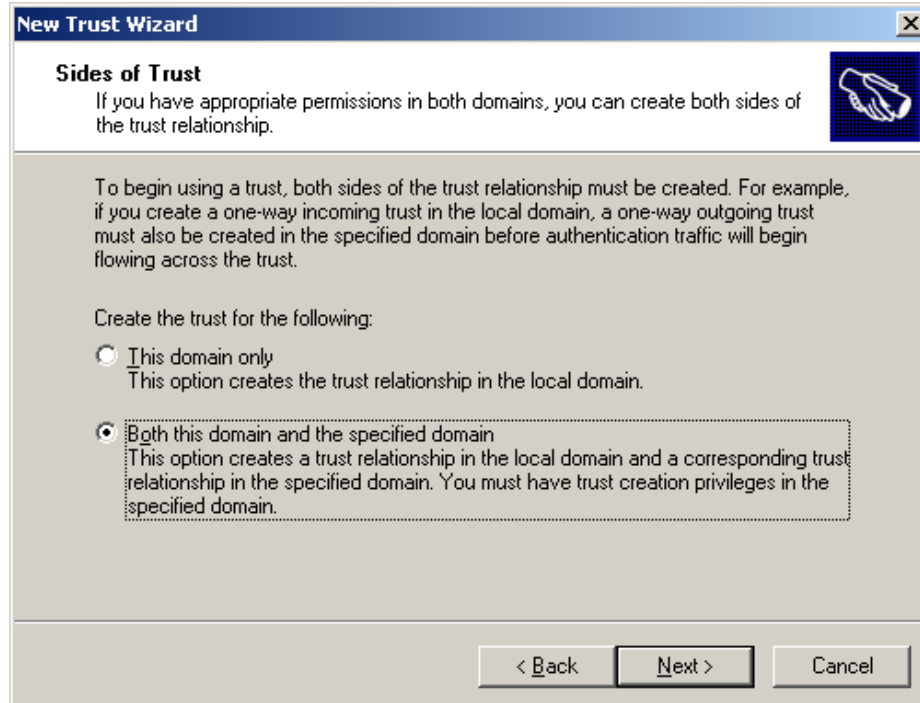 New Trust Wizard
Sides of Trust
If you have appropriate permissions in both domains, you can create both sides of
the trust relationship.
To begin using a trust, both sides of the trust relationship must be created. For example,
if you create a one-way incoming trust in the local domain, a one-way outgoing trust
must also be created in the specified domain before authentication traffic will begin
flowing across the trust.
Create the trust for the following:
This domain only
This option creates the trust relationship in the local domain.
Both this domain and the specified domain
This option creates a trust relationship in the local domain and a corresponding trust
relationship in the specified domain. You must have trust creation privileges in the
specified domain.
< Back Next > Cancel